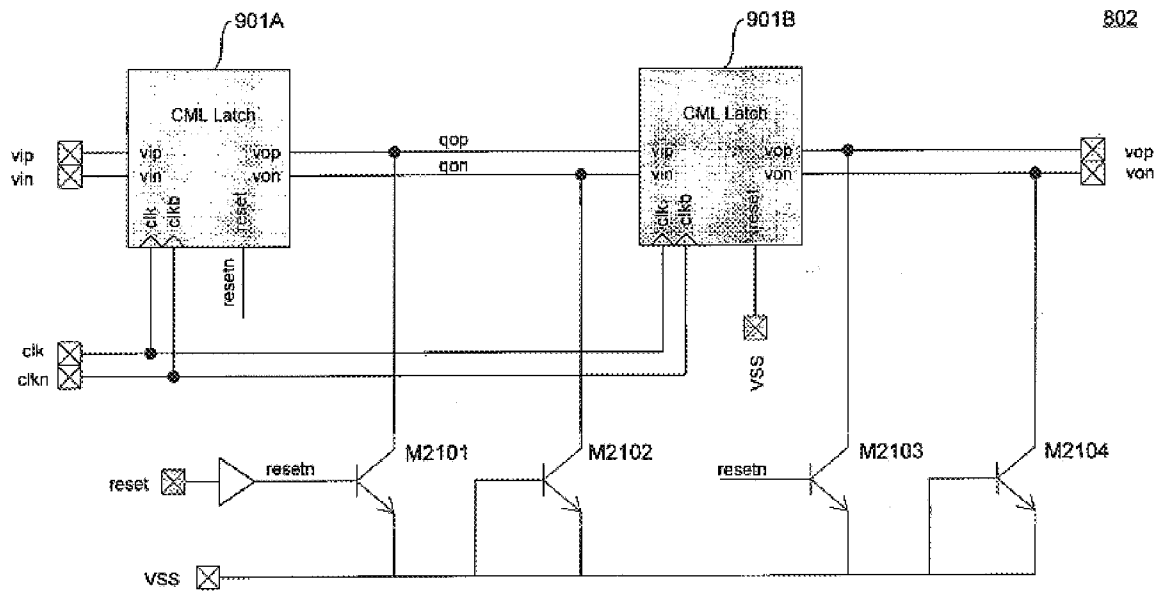 901A
901B
802
CML Latch
CML Latch
vip
vin
vip
vin
vop
von
qop
qon
vip
vin
vop
von
vop
von
clk
clkb
reset
clk
clkb
reset
resetn
clk
clkn
VSS
M2101
M2102
M2103
M2104
reset
resetn
resetn
VSS